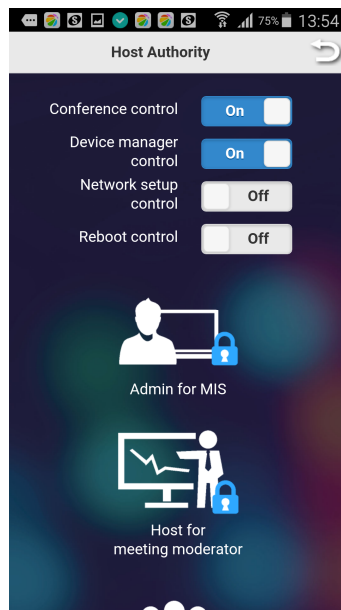 75% 13:54
Host Authority
Conference control On
Device manager
control On
Network setup
control Off
Reboot control Off
Admin for MIS
Host for
meeting moderator